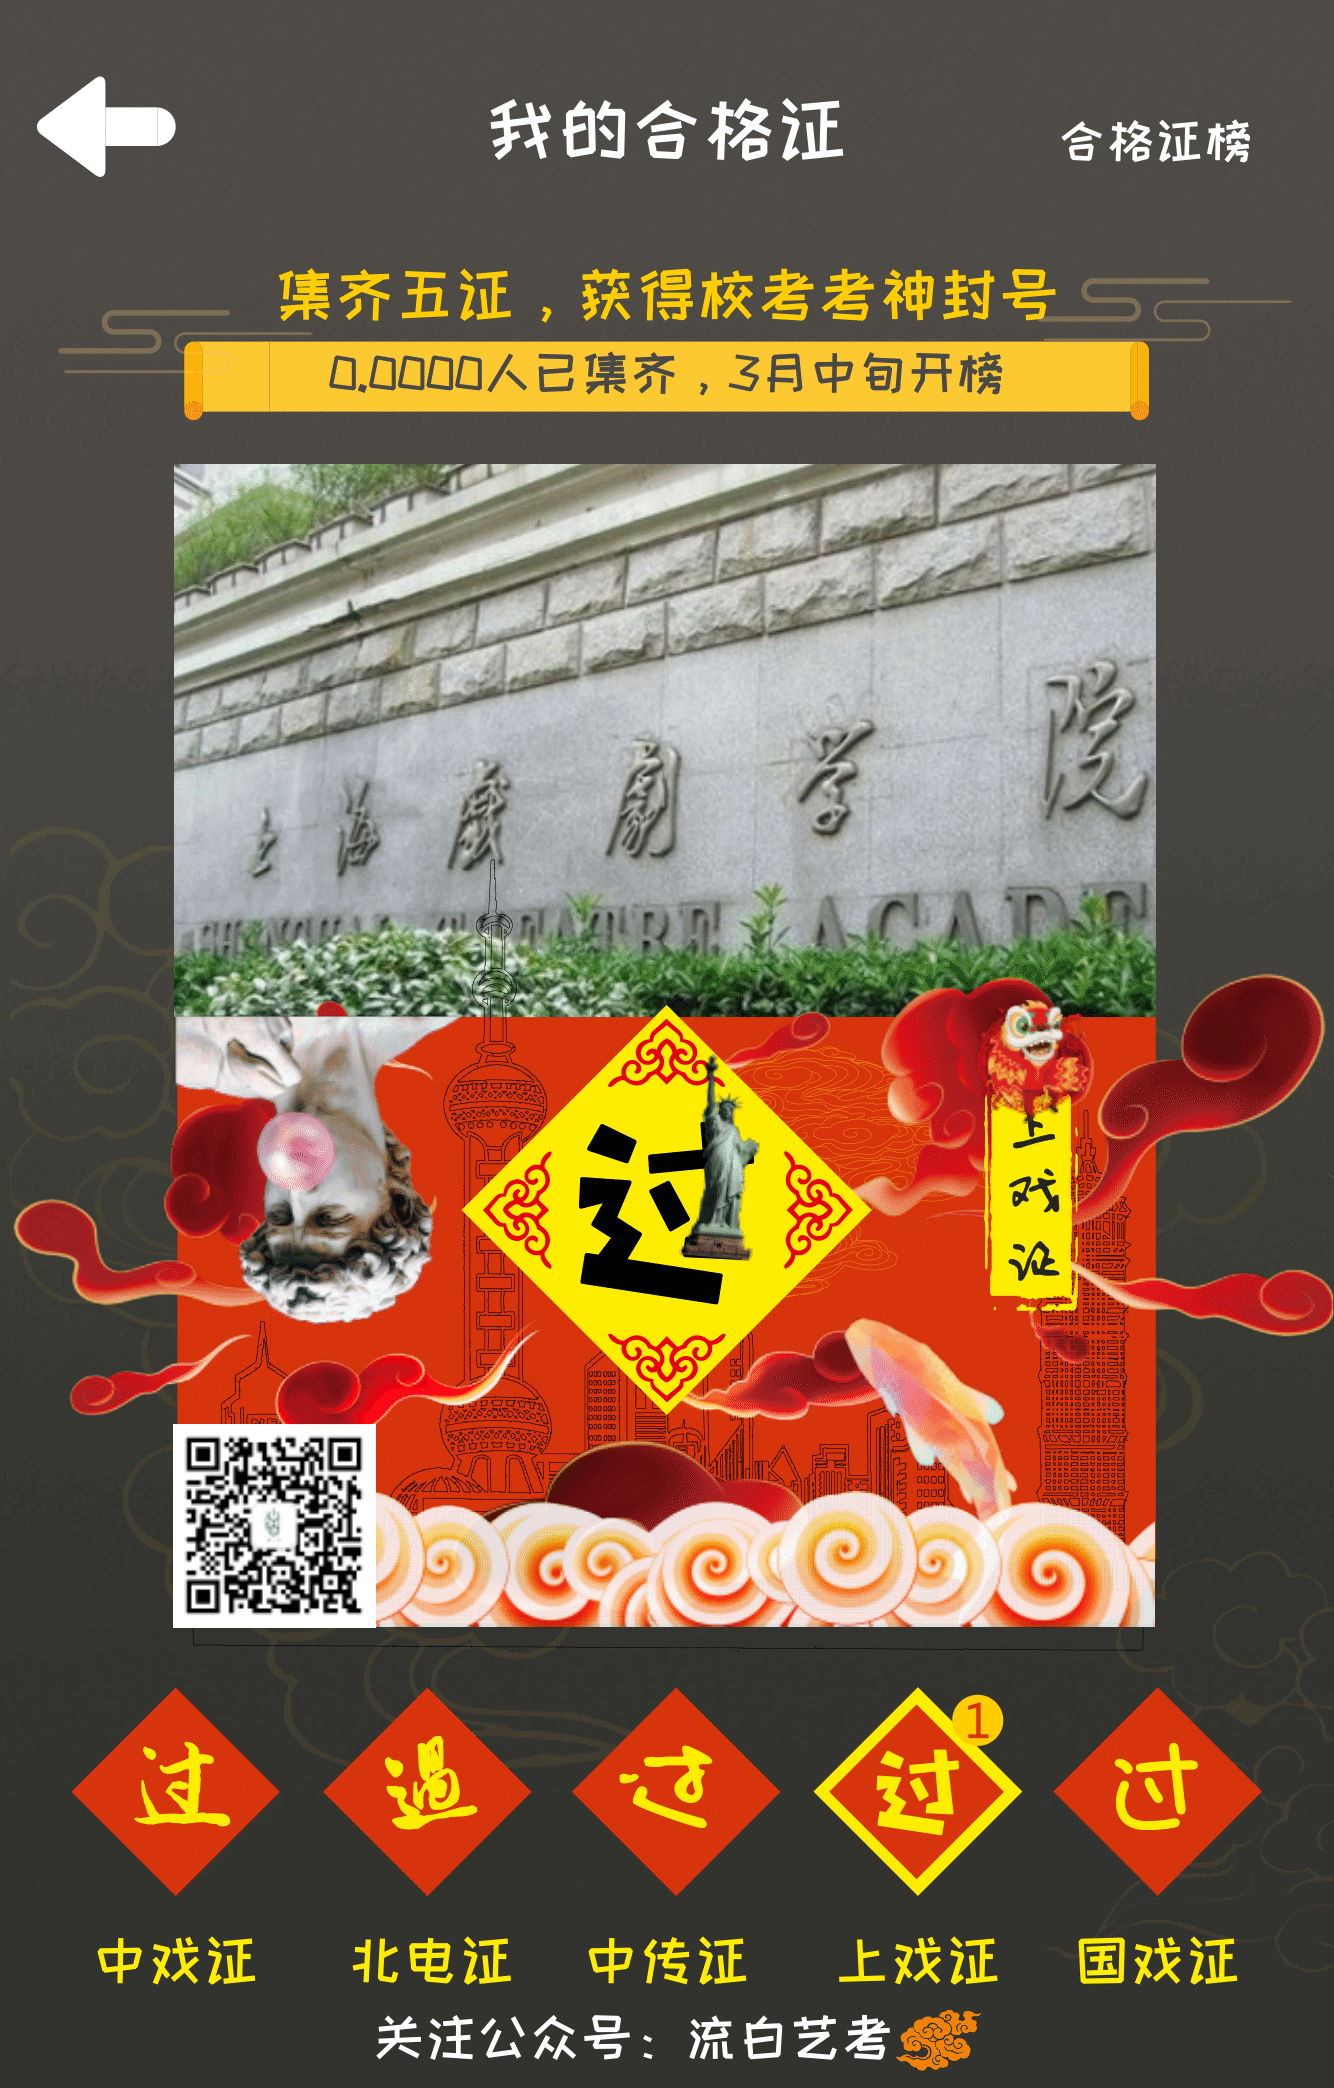 我的合格证
合格证榜
集齐五证，获得校考考神封号
0.0000人已集齐，3月中旬开榜
上海戏剧学院
SHANGHAI THEATRE ACADE
过
上戏证
过
過
过
过
1
过
中戏证
北电证
中传证
上戏证
国戏证
关注公众号：流白艺考